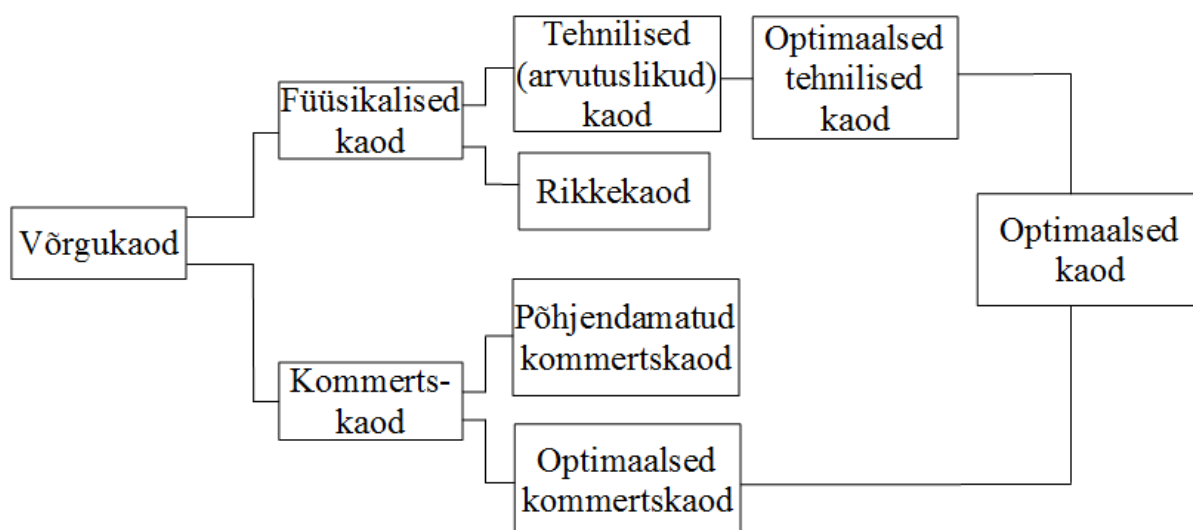 Tehnilised
(arvutuslikud)
kaod
Optimaalsed
tehnilised
kaod
Füüsikalised
kaod
Rikkekaod
Võrgukaod
Optimaalsed
kaod
Põhjendamatud
kommertskaod
Kommerts-
kaod
Optimaalsed
kommertskaod